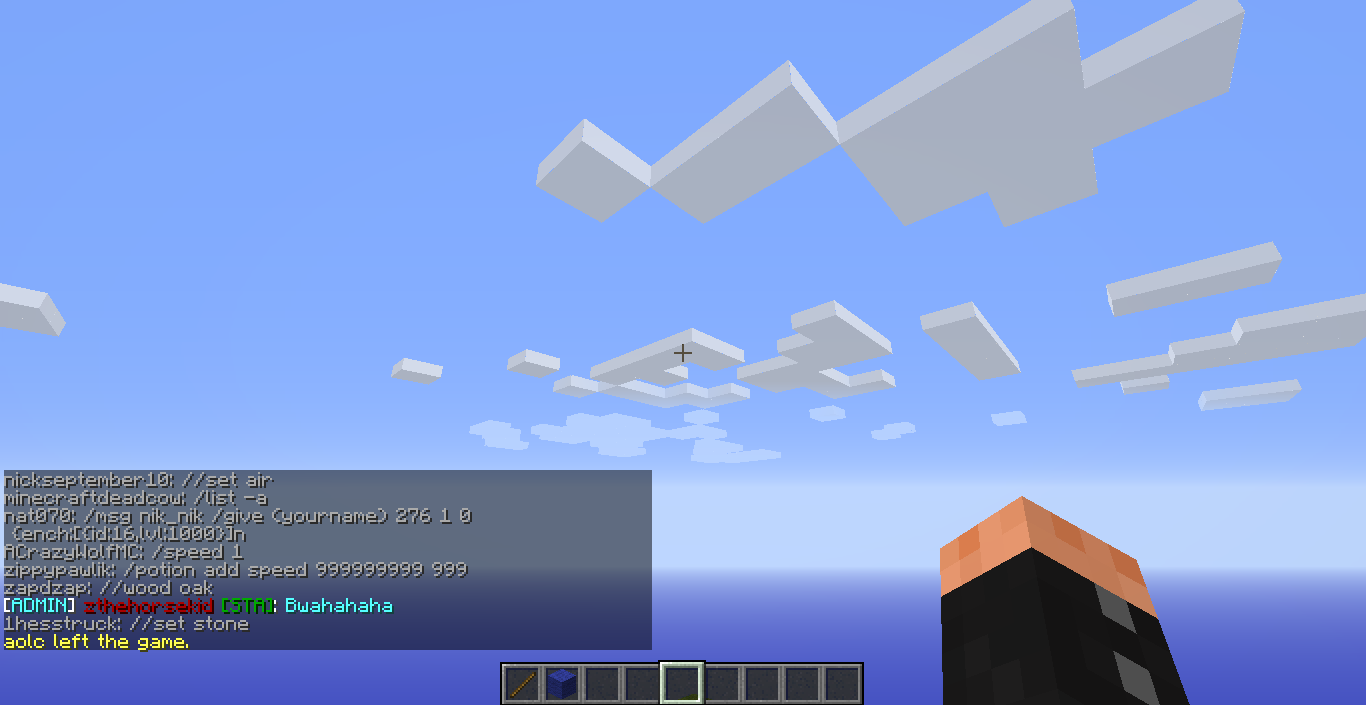 nickseptember10: //set air
minecraftdeadcow: /list -a
nat070: /msg nik_nik /give (yourname) 276 1 0
{ench:[{id:16,lvl:1000}]n
ACrazyWolfMC: /speed 1
zippypawlik: /potion add speed 999999999 999
zapdzap: //wood oak
[ADMIN] zthehorsekid [STA]: Bwahahaha
1hesstruck: //set stone
aolc left the game.